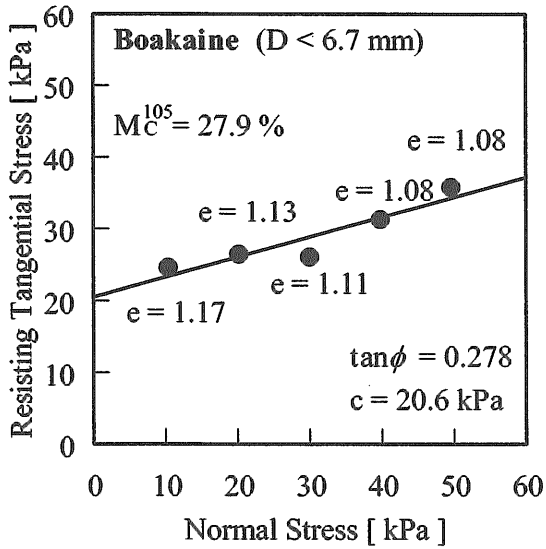 60
50
40
30
20
10
0
Resisting Tangential Stress [ kPa ]
Boakaine (D < 6.7 mm)
Mc¹⁰⁵ = 27.9 %
e = 1.08
e = 1.08
e = 1.13
e = 1.11
e = 1.17
tanϕ = 0.278
c = 20.6 kPa
0 10 20 30 40 50 60
Normal Stress [ kPa ]